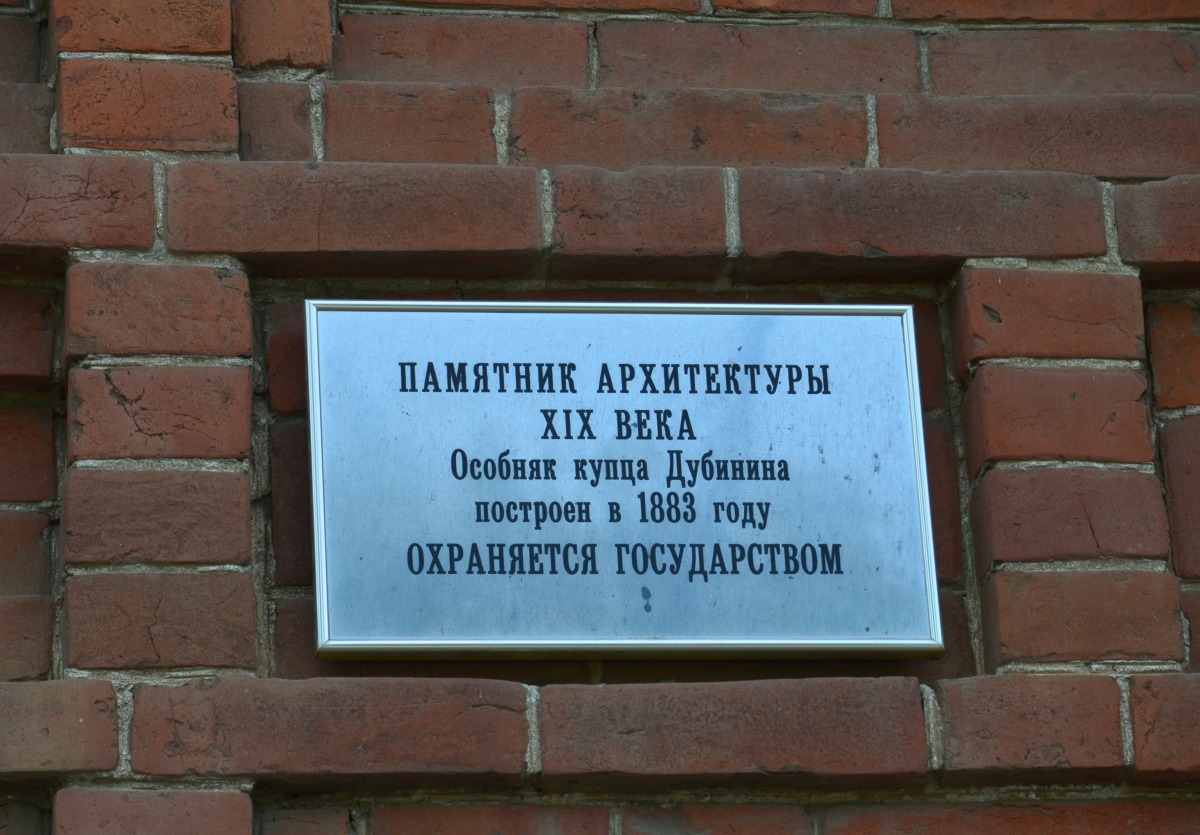 ПАМЯТНИК АРХИТЕКТУРЫ
XIX ВЕКА
Особняк купца Дубинина
построен в 1883 году
ОХРАНЯЕТСЯ ГОСУДАРСТВОМ